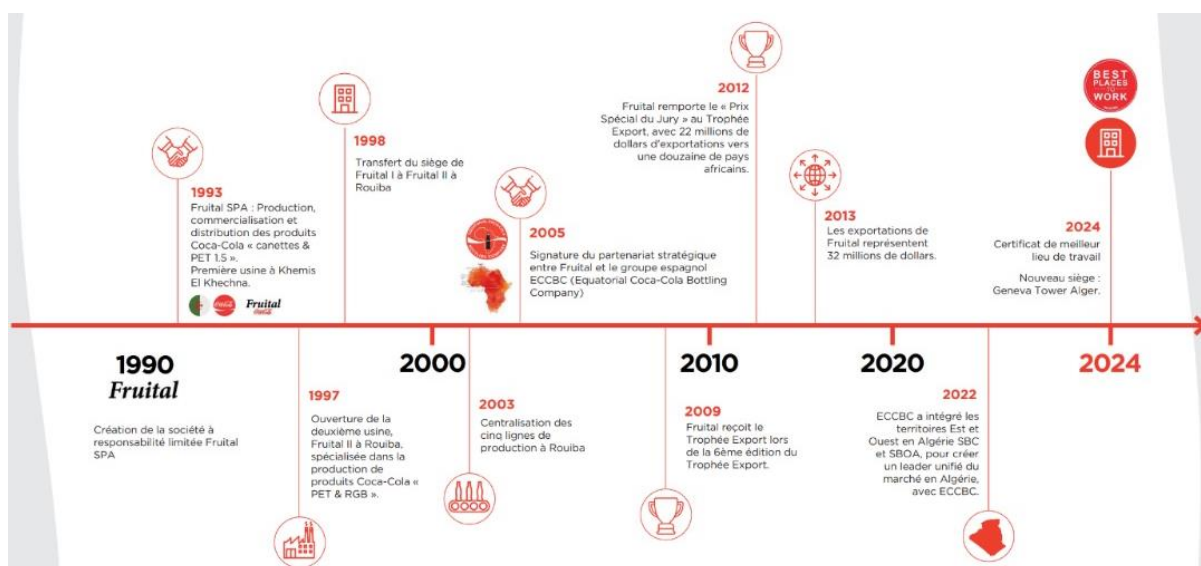 1990
Fruital
Création de la société à
responsabilité limitée Fruital
SPA
1993
Fruital SPA : Production,
commercialisation et
distribution des produits
Coca-Cola « canettes &
PET 1.5 ».
Première usine à Khemis
El Khechna.
Fruital
1997
Ouverture de la
deuxième usine,
Fruital II à Rouiba,
spécialisée dans la
production de
produits Coca-Cola «
PET & RGB ».
1998
Transfert du siège de
Fruital I à Fruital II à
Rouiba
2000
2003
Centralisation des
cinq lignes de
production à Rouiba
2005
Signature du partenariat stratégique
entre Fruital et le groupe espagnol
ECCBC (Equatorial Coca-Cola Bottling
Company)
2009
Fruital reçoit le
Trophée Export lors
de la 6ème édition du
Trophée Export.
2010
2012
Fruital remporte le « Prix
Spécial du Jury » au Trophée
Export, avec 22 millions de
dollars d'exportations vers
une douzaine de pays
africains.
2013
Les exportations de
Fruital représentent
32 millions de dollars.
2020
2022
ECCBC a intégré les
territoires Est et
Ouest en Algérie SBC
et SBOA, pour créer
un leader unifié du
marché en Algérie,
avec ECCBC.
BEST
PLACES
TO
WORK
2024
Certificat de meilleur
lieu de travail
Nouveau siège :
Geneva Tower Alger.
2024